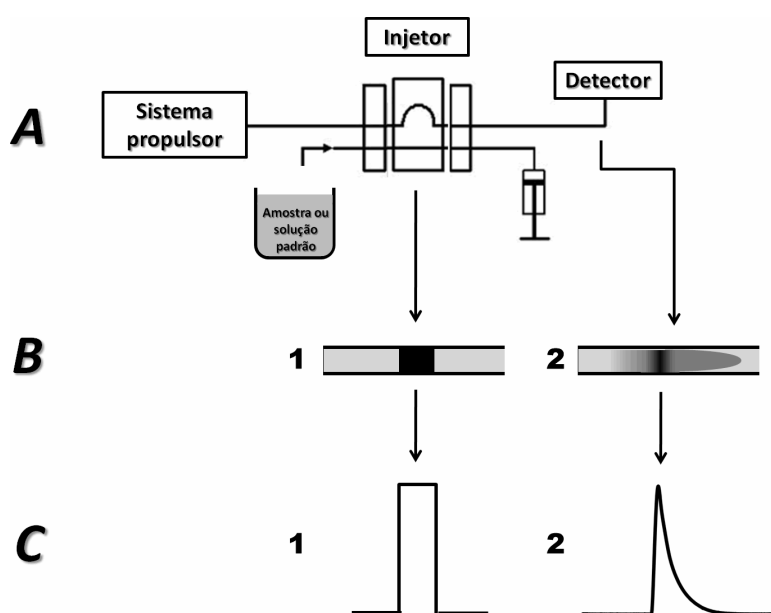 Injetor
Detector
Sistema
propulsor
A
Amostra ou
solução
padrão
B
1
2
C
1
2